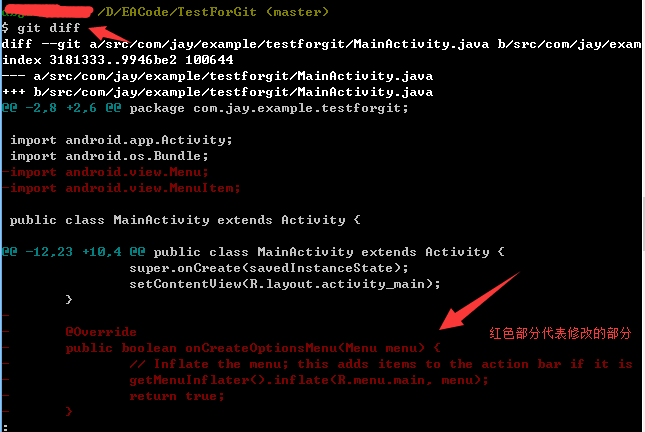 /D/EACode/TestForGit (master)
$ git diff
diff --git a/src/com/jay/example/testforgit/MainActivity.java b/src/com/jay/exam
index 3181333..9946be2 100644
--- a/src/com/jay/example/testforgit/MainActivity.java
+++ b/src/com/jay/example/testforgit/MainActivity.java
@@ -2,8 +2,6 @@ package com.jay.example.testforgit;
import android.app.Activity;
import android.os.Bundle;
-import android.view.Menu;
-import android.view.MenuItem;
public class MainActivity extends Activity {
@@ -12,23 +10,4 @@ public class MainActivity extends Activity {
super.onCreate(savedInstanceState);
setContentView(R.layout.activity_main);
}
-
-        @Override
红色部分代表修改的部分
-        public boolean onCreateOptionsMenu(Menu menu) {
-                // Inflate the menu; this adds items to the action bar if it is
-                getMenuInflater().inflate(R.menu.main, menu);
-                return true;
-        }
: